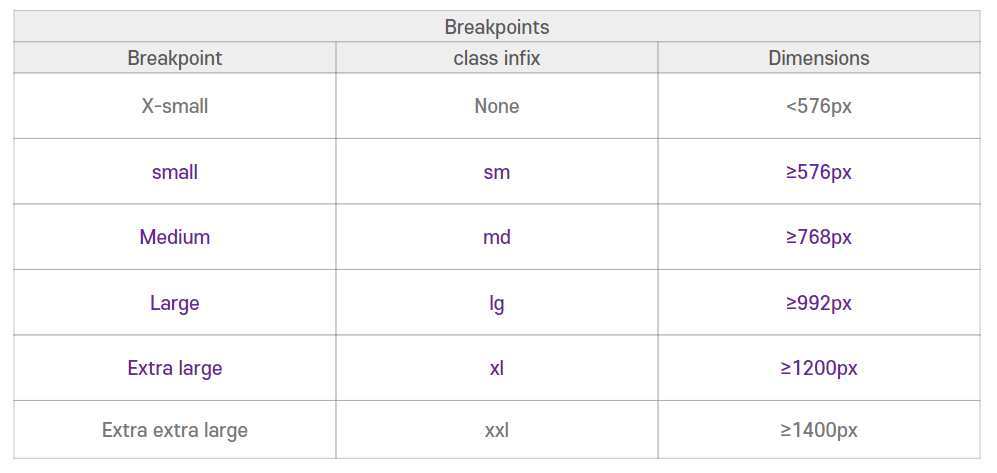 Breakpoints
Breakpoint class infix Dimensions
X-small None <576px
small sm ≥576px
Medium md ≥768px
Large lg ≥992px
Extra large xl ≥1200px
Extra extra large xxl ≥1400px